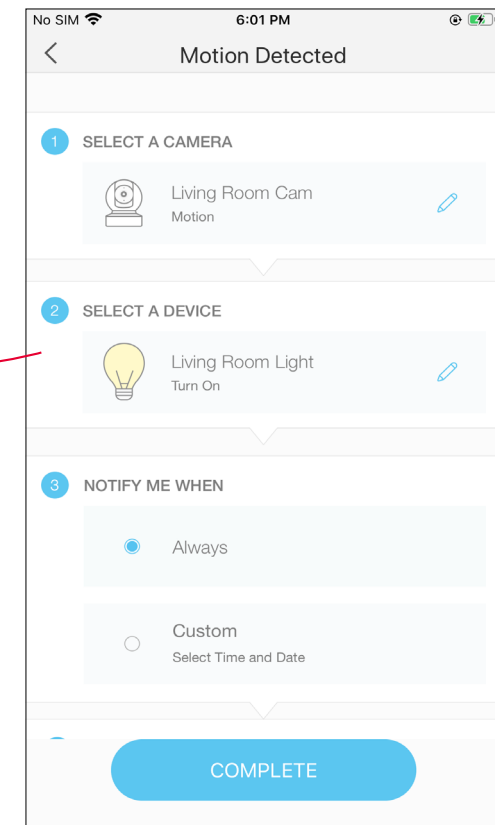 No SIM 6:01 PM
Motion Detected
1 SELECT A CAMERA
Living Room Cam
Motion
2 SELECT A DEVICE
Living Room Light
Turn On
3 NOTIFY ME WHEN
Always
Custom
Select Time and Date
COMPLETE